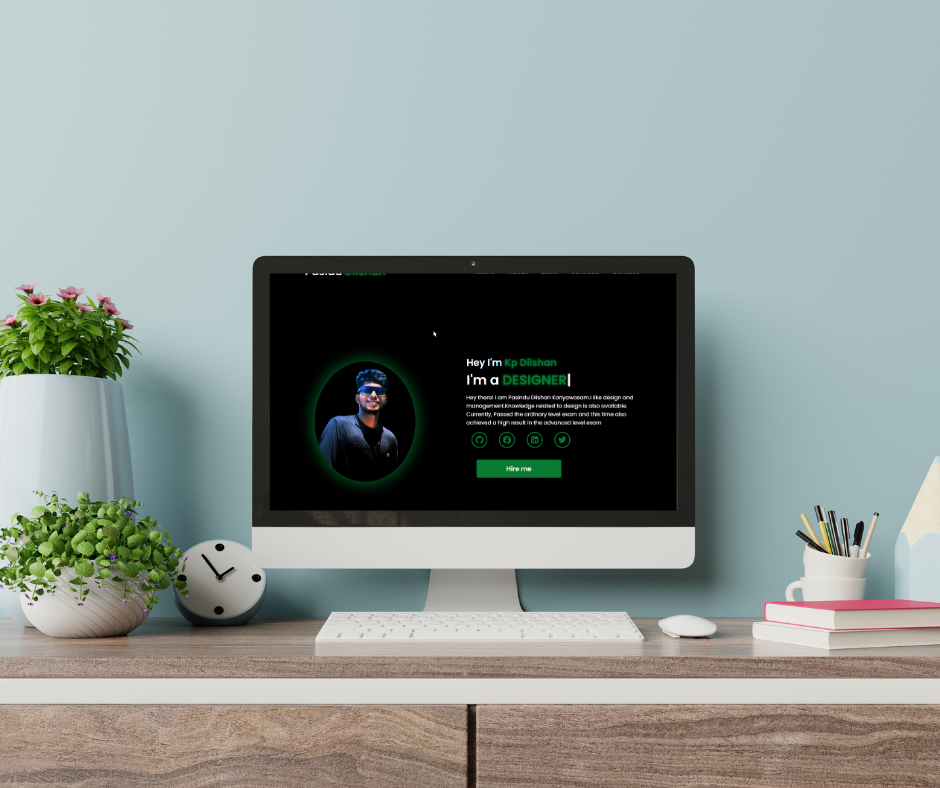 Pasindu Dilshan
Hey I'm Kp Dilshan
I'm a DESIGNER
Hey there! I am Pasindu Dilshan Kariyawasam.I like design and
management.Knowledge related to design is also available.
Currently, Passed the ordinary level exam and this time also
achieved a high result in the advanced level exam
Hire me